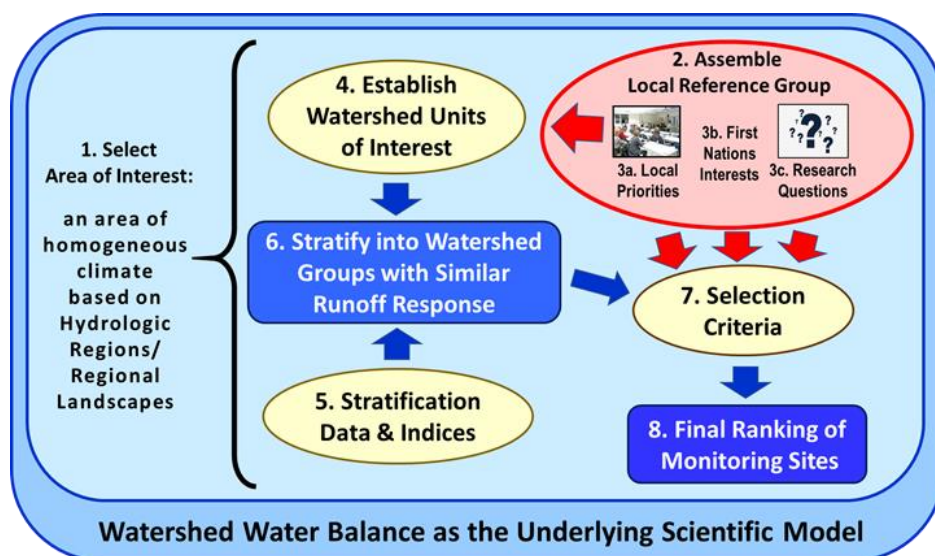 1. Select
Area of Interest:
an area of
homogeneous
climate
based on
Hydrologic
Regions/
Regional
Landscapes
2. Assemble
Local Reference Group
3a. Local
Priorities
3b. First
Nations
Interests
3c. Research
Questions
4. Establish
Watershed Units
of Interest
5. Stratification
Data & Indices
6. Stratify into Watershed
Groups with Similar
Runoff Response
7. Selection
Criteria
8. Final Ranking of
Monitoring Sites
Watershed Water Balance as the Underlying Scientific Model